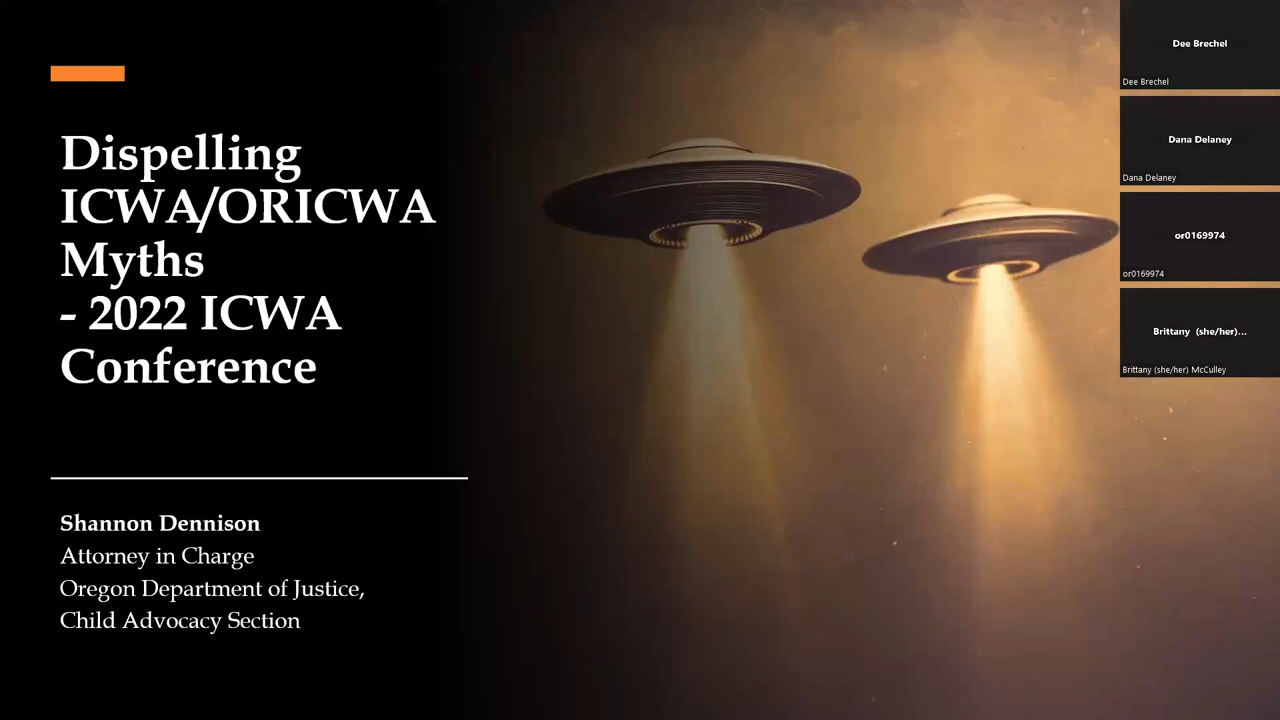 Dispelling
ICWA/ORICWA
Myths
- 2022 ICWA
Conference
Shannon Dennison
Attorney in Charge
Oregon Department of Justice,
Child Advocacy Section
Dee Brechel
Dee Brechel
Dana Delaney
Dana Delaney
or0169974
or0169974
Brittany (she/her)...
Brittany (she/her) McCulley